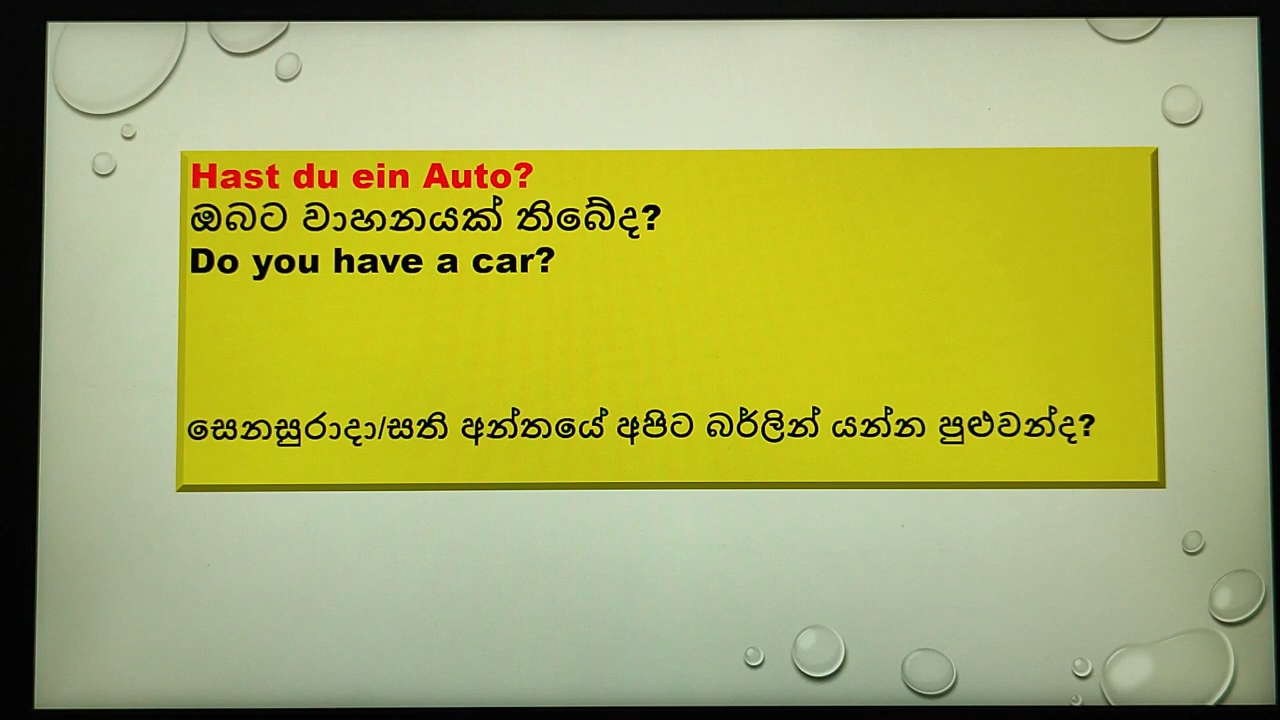 Hast du ein Auto?
ඔබට වාහනයක් තිබේද?
Do you have a car?
සෙනසුරාදා/සති අන්තයේ අපිට බර්ලින් යන්න පුළුවන්ද?